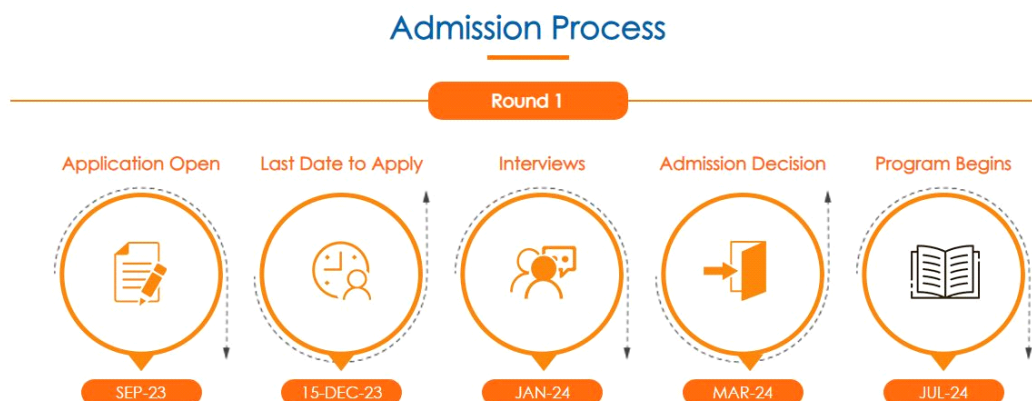 Admission Process
Round 1
Application Open
Last Date to Apply
Interviews
Admission Decision
Program Begins
SEP-23
15-DEC-23
JAN-24
MAR-24
JUL-24